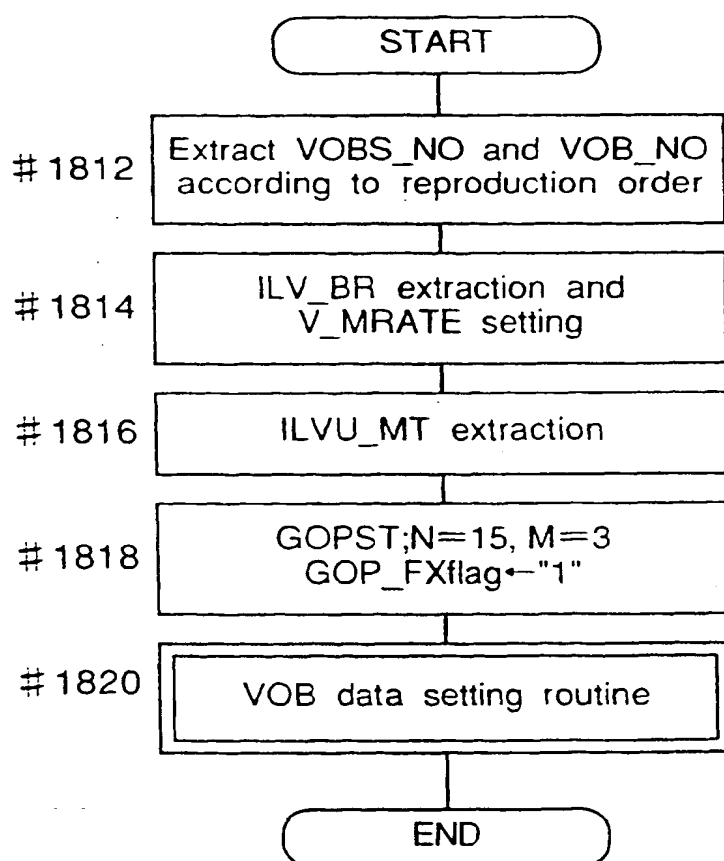 START
#1812
Extract VOBS_NO and VOB_NO
according to reproduction order
#1814
ILV_BR extraction and
V_MRATE setting
#1816
ILVU_MT extraction
#1818
GOPST;N=15, M=3
GOP_FXflag←"1"
#1820
VOB data setting routine
END